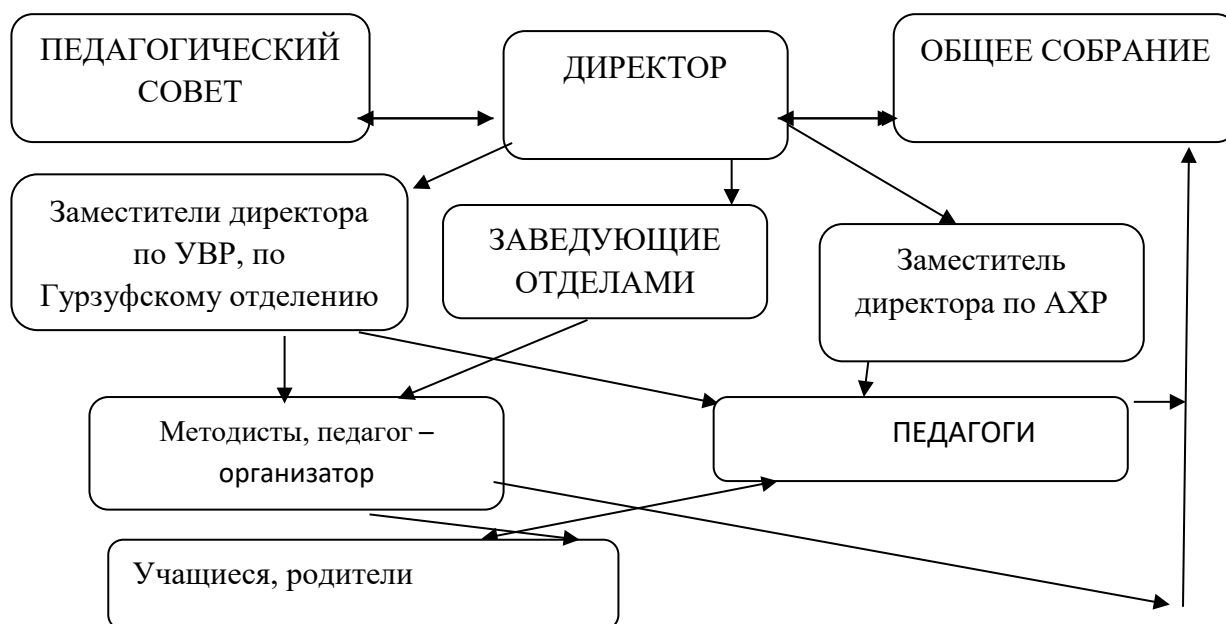 ПЕДАГОГИЧЕСКИЙ
СОВЕТ
ДИРЕКТОР
ОБЩЕЕ СОБРАНИЕ
Заместители директора
по УВР, по
Гурзуфскому отделению
ЗАВЕДУЮЩИЕ
ОТДЕЛАМИ
Заместитель
директора по АХР
Методисты, педагог –
организатор
ПЕДАГОГИ
Учащиеся, родители